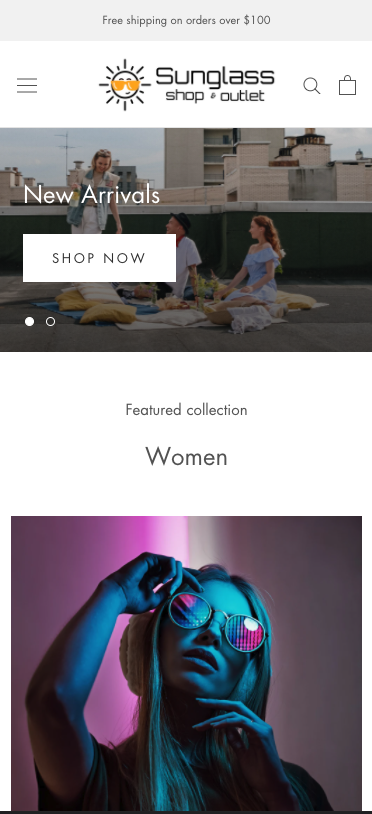 Free shipping on orders over $100
Sunglass
shop & outlet
New Arrivals
SHOP NOW
Featured collection
Women